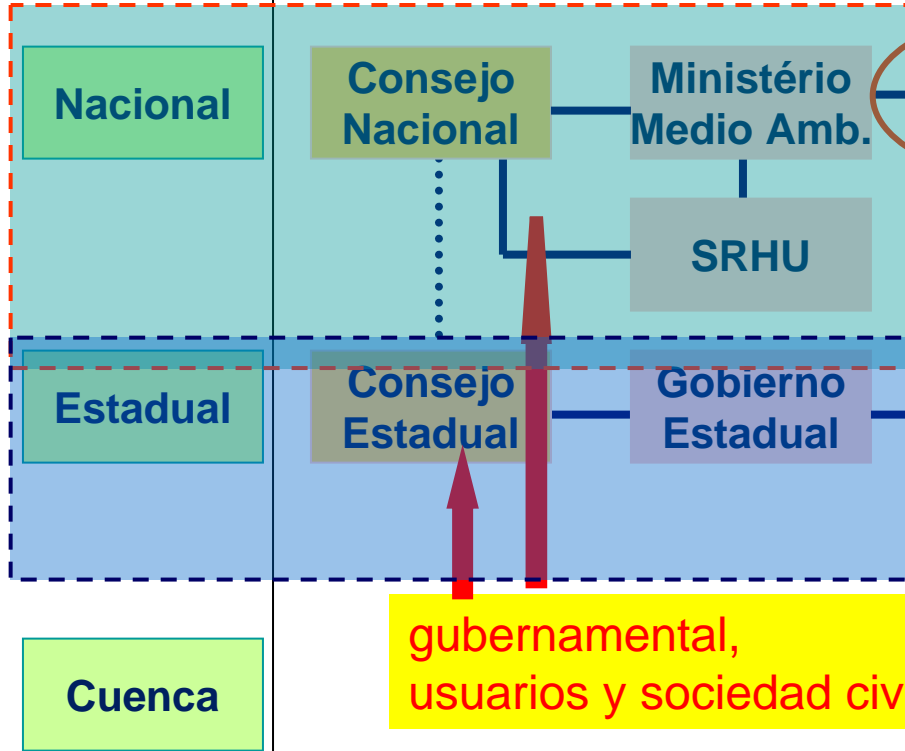 Nacional
Consejo
Nacional
Ministério
Medio Amb.
SRHU
Estadual
Consejo
Estadual
Gobierno
Estadual
gubernamental,
usuarios y sociedad civ
Cuenca